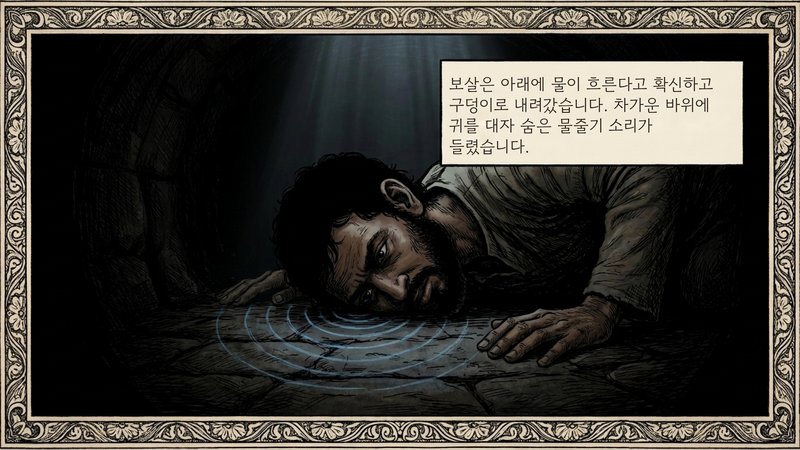 보살은 아래에 물이 흐른다고 확신하고
구덩이로 내려갔습니다. 차가운 바위에
귀를 대자 숨은 물줄기 소리가
들렸습니다.